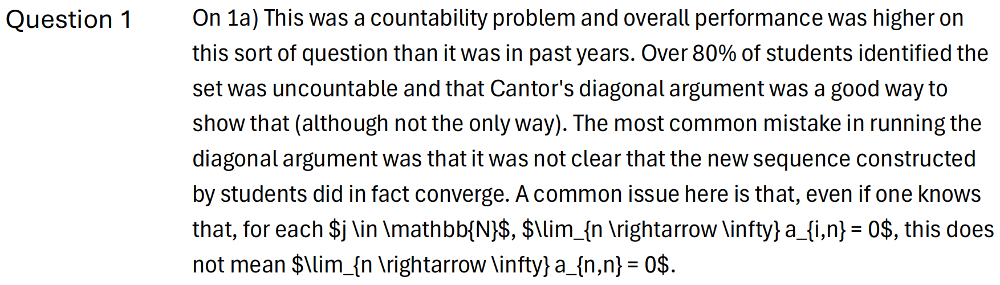 Question 1
On 1a) This was a countability problem and overall performance was higher on
this sort of question than it was in past years. Over 80% of students identified the
set was uncountable and that Cantor's diagonal argument was a good way to
show that (although not the only way). The most common mistake in running the
diagonal argument was that it was not clear that the new sequence constructed
by students did in fact converge. A common issue here is that, even if one knows
that, for each $j \in \mathbb{N}$, $\lim_{n \rightarrow \infty} a_{i,n} = 0$, this does
not mean $\lim_{n \rightarrow \infty} a_{n,n} = 0$.